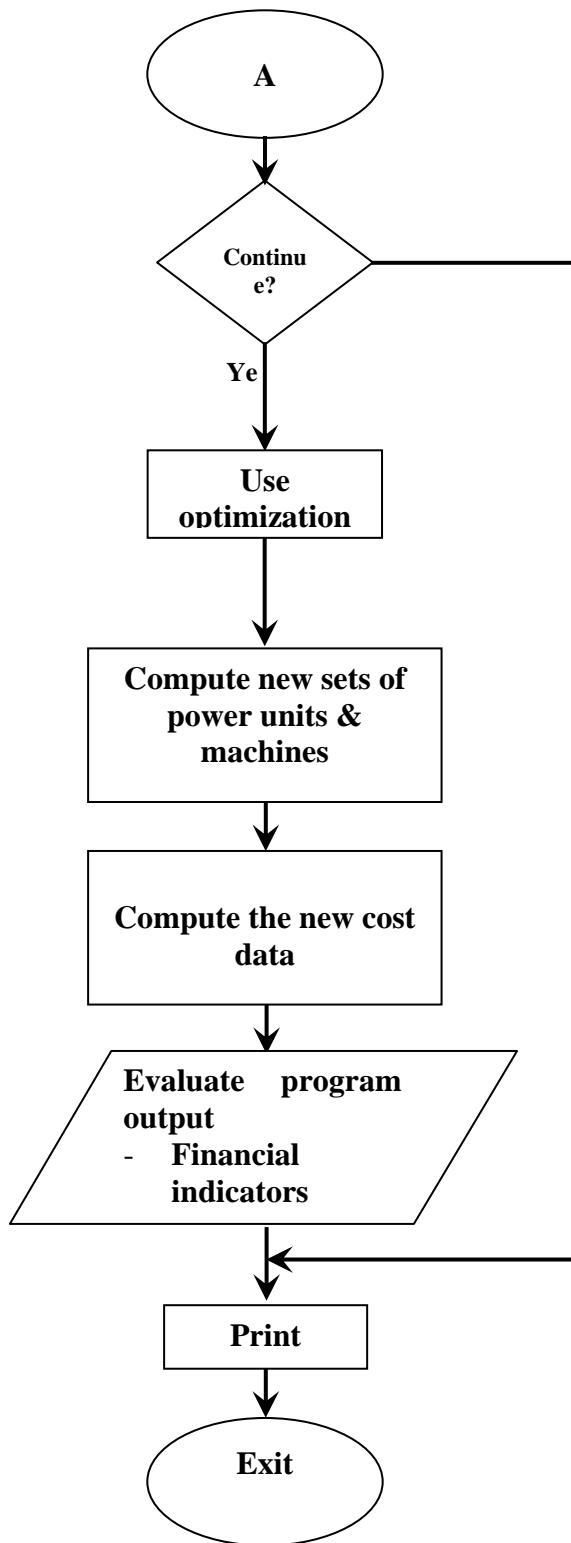 A
Continu
e?
Ye
Use
optimization
Compute new sets of
power units &
machines
Compute the new cost
data
Evaluate program
output
- Financial
indicators
Print
Exit